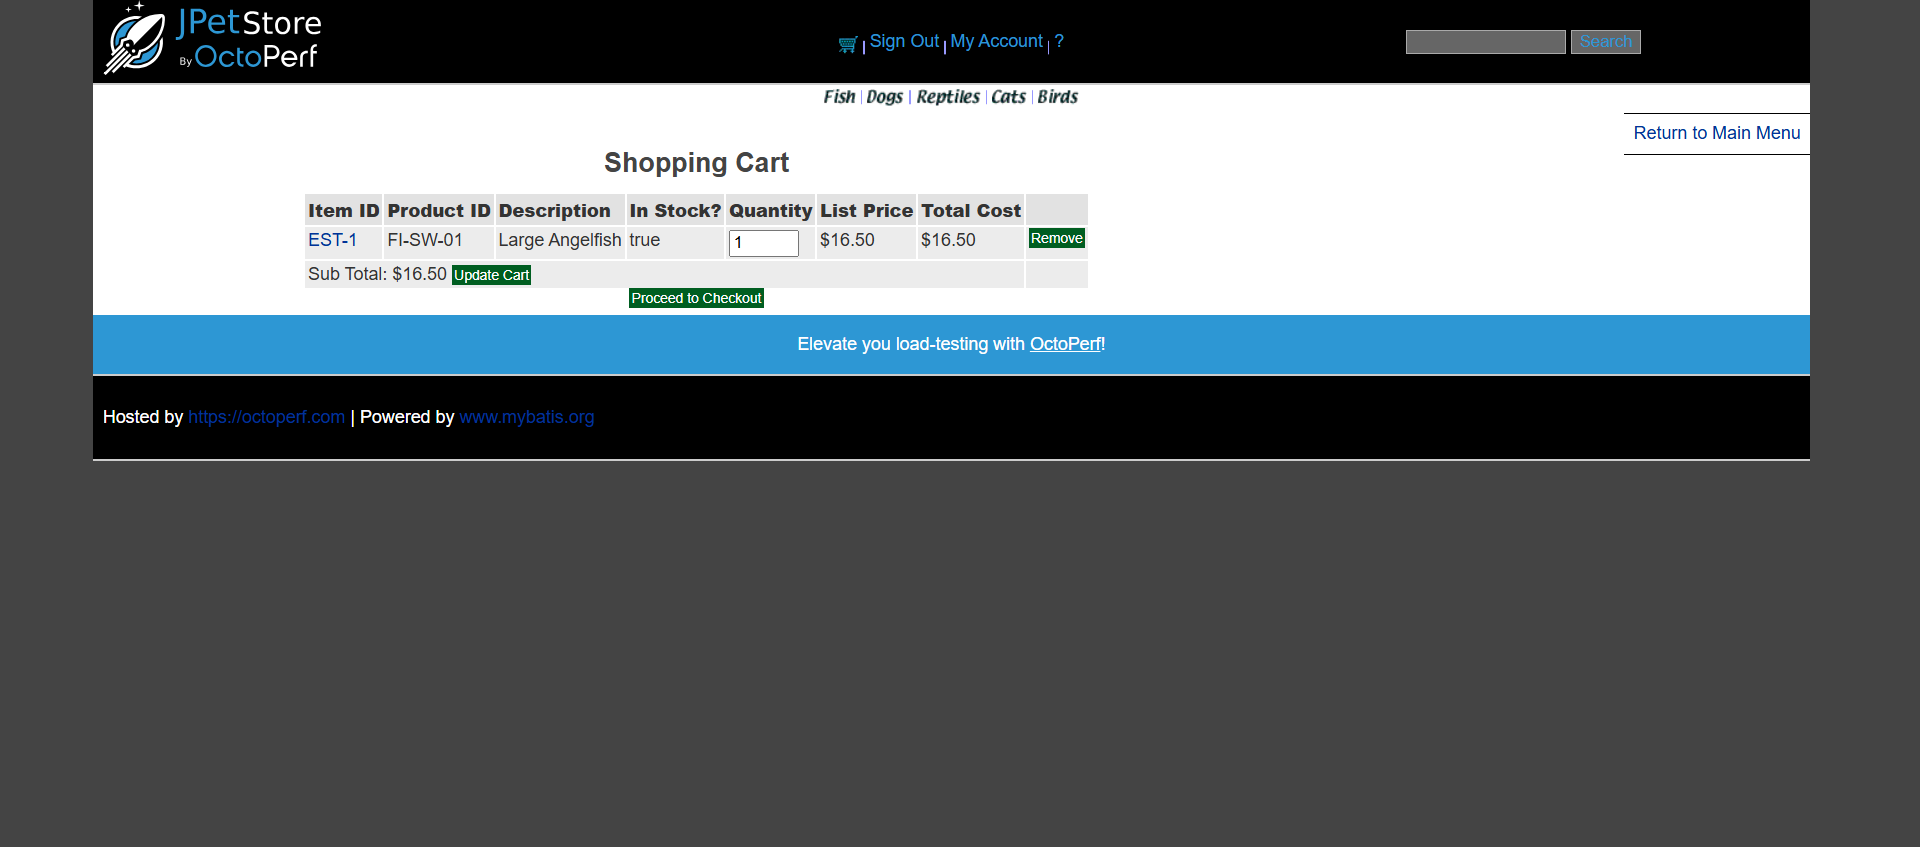 JPetStore
By OctoPerf
Sign Out | My Account | ?
Search
Fish | Dogs | Reptiles | Cats | Birds
Return to Main Menu
Shopping Cart
Item ID Product ID Description In Stock? Quantity List Price Total Cost
EST-1 FI-SW-01 Large Angelfish true 1 $16.50 $16.50 Remove
Sub Total: $16.50 Update Cart
Proceed to Checkout
Elevate you load-testing with OctoPerf!
Hosted by https://octoperf.com | Powered by www.mybatis.org